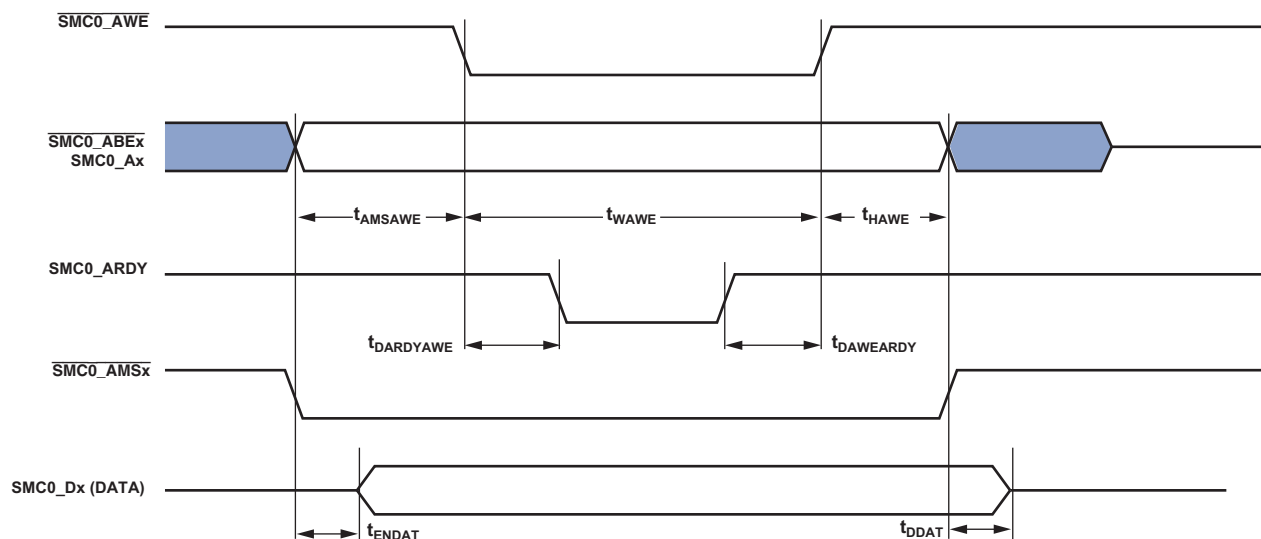 SMC0_AWE
SMC0_ABEx
SMC0_Ax
tAMSAWE
tWAWE
tHAWE
SMC0_ARDY
tDARDYAWE
tDAWEARDY
SMC0_AMSx
SMC0_Dx (DATA)
tENDAT
tDDAT